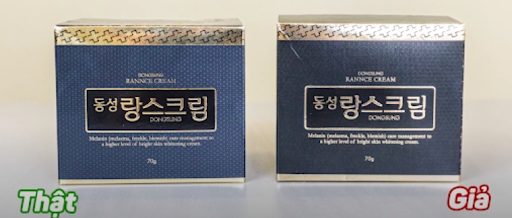 DONGSUNG
RANNCE CREAM
동성 랑스크림
DONGSUNG
Melanin (melasma, freckle, blemish) care management to
a higher level of bright skin whitening cream.
70g
Thật
DONGSUNG
RANNCE CREAM
동성 랑스크림
DONGSUNG
Melanin (melasma, freckle, blemish) care management to
a higher level of bright skin whitening cream.
70g
Giả